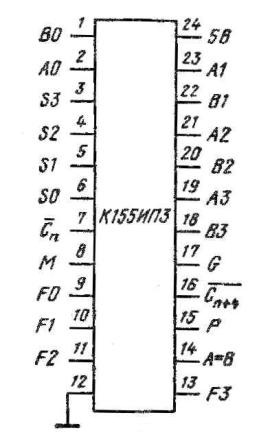 B0 1 24 5В
A0 2 23 A1
S3 3 22 B1
S2 4 21 A2
S1 5 20 B2
S0 6 19 A3
C̅n 7 К155ИП3 18 B3
M 8 17 G
F0 9 16 C̅n+4
F1 10 15 P
F2 11 14 A=B
12 13 F3